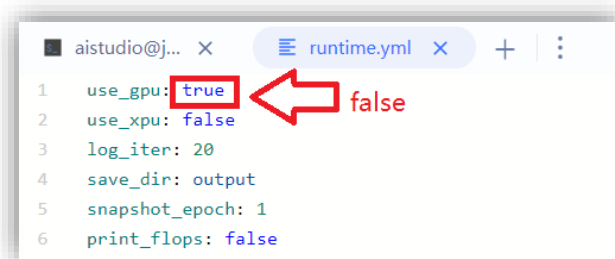 aistudio@j... × runtime.yml × + ⋮
1 use_gpu: true false
2 use_xpu: false
3 log_iter: 20
4 save_dir: output
5 snapshot_epoch: 1
6 print_flops: false